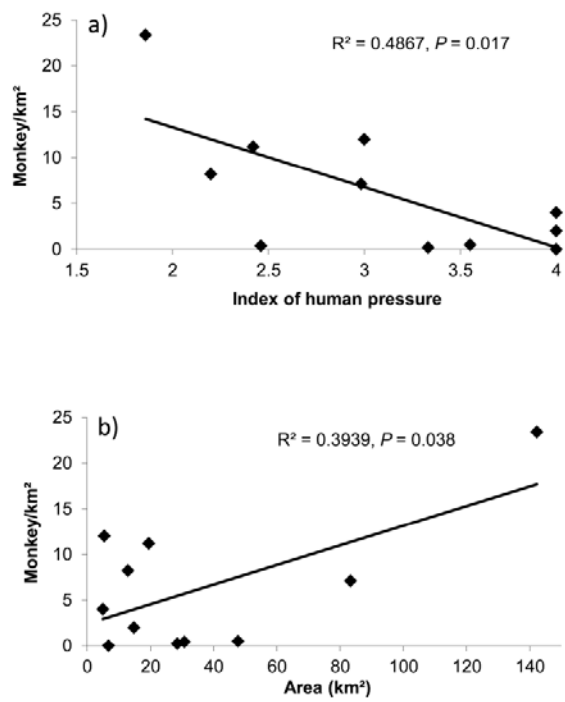 a)
R² = 0.4867, P = 0.017
Monkey/km²
25
20
15
10
5
0
1.5 2 2.5 3 3.5 4
Index of human pressure
b)
R² = 0.3939, P = 0.038
Monkey/km²
25
20
15
10
5
0
0 20 40 60 80 100 120 140
Area (km²)